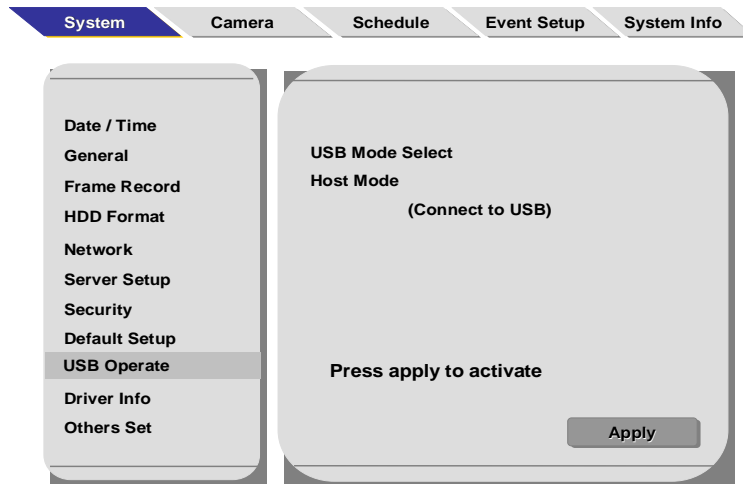 System Camera Schedule Event Setup System Info
Date / Time
General
Frame Record
HDD Format
Network
Server Setup
Security
Default Setup
USB Operate
Driver Info
Others Set
USB Mode Select
Host Mode
(Connect to USB)
Press apply to activate
Apply